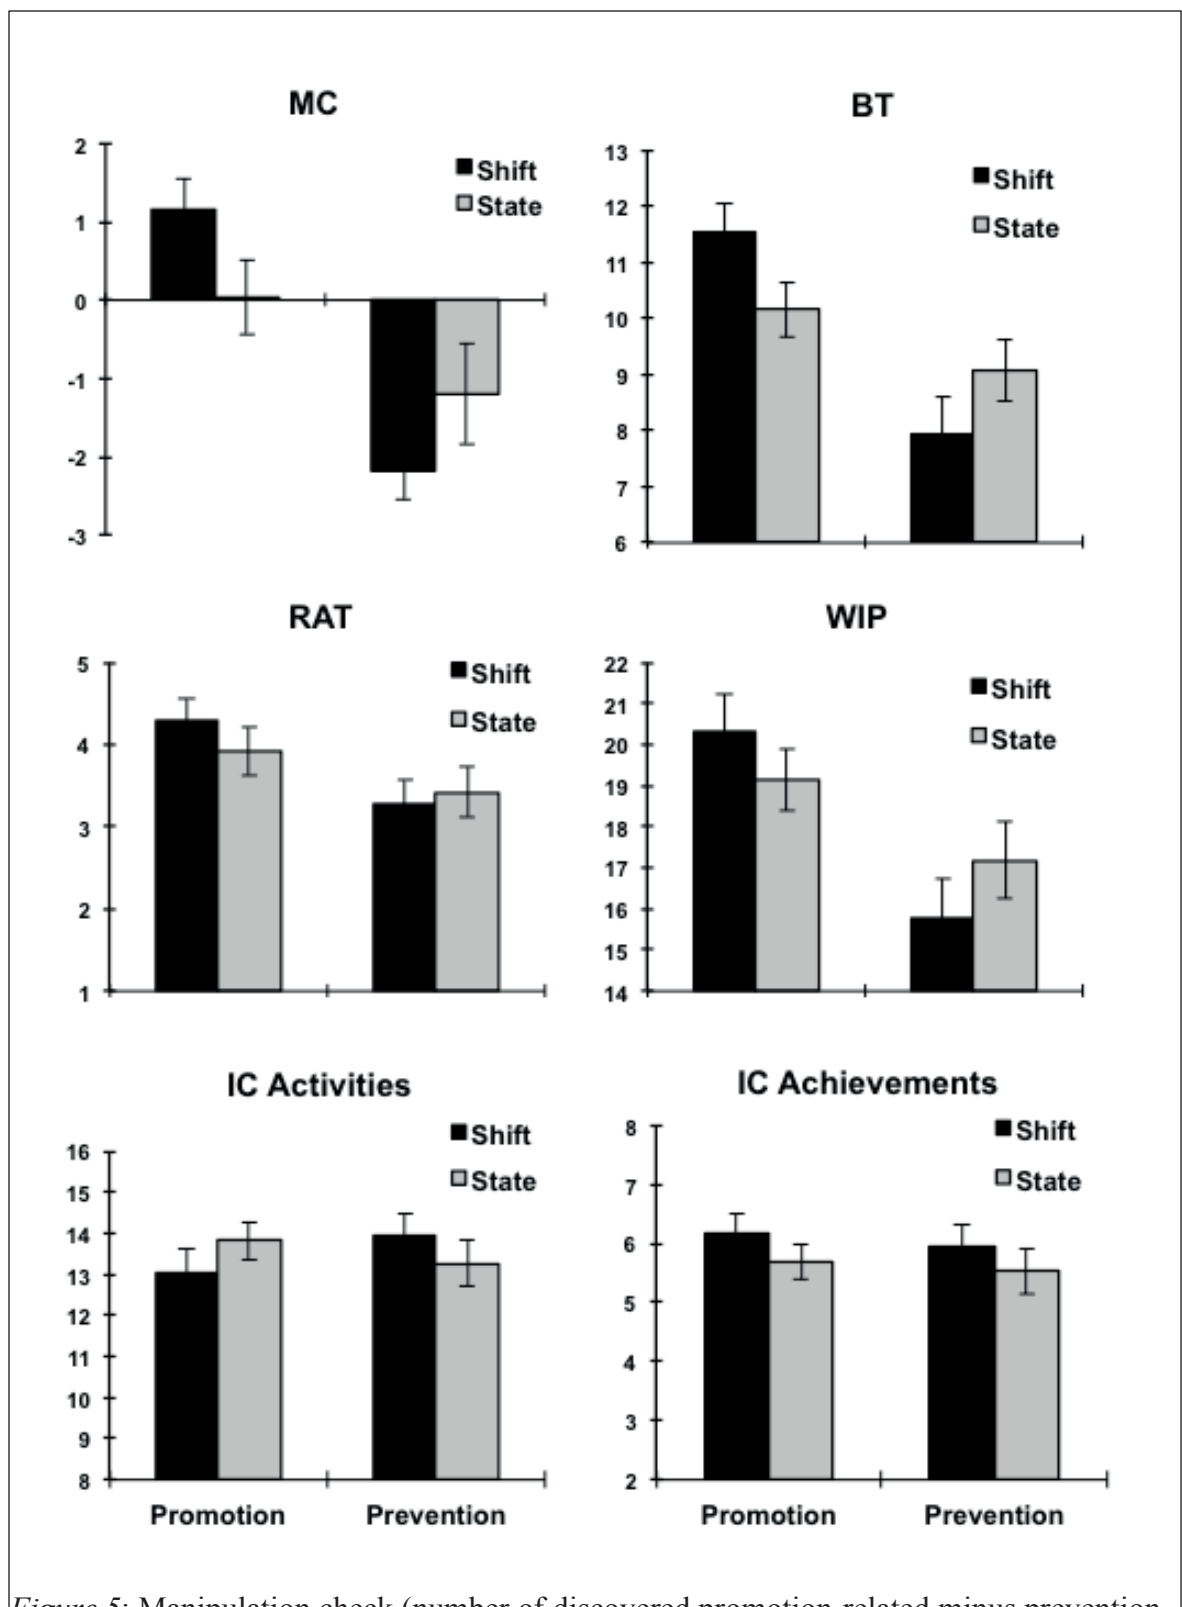 MC
2
1
0
-1
-2
-3
Shift
State
BT
13
12
11
10
9
8
7
6
Shift
State
RAT
5
4
3
2
1
Shift
State
WIP
22
21
20
19
18
17
16
15
14
Shift
State
IC Activities
16
15
14
13
12
11
10
9
8
Shift
State
Promotion Prevention
IC Achievements
8
7
6
5
4
3
2
Shift
State
Promotion Prevention
Figure 5: Manipulation check (number of discovered promotion-related minus prevention-